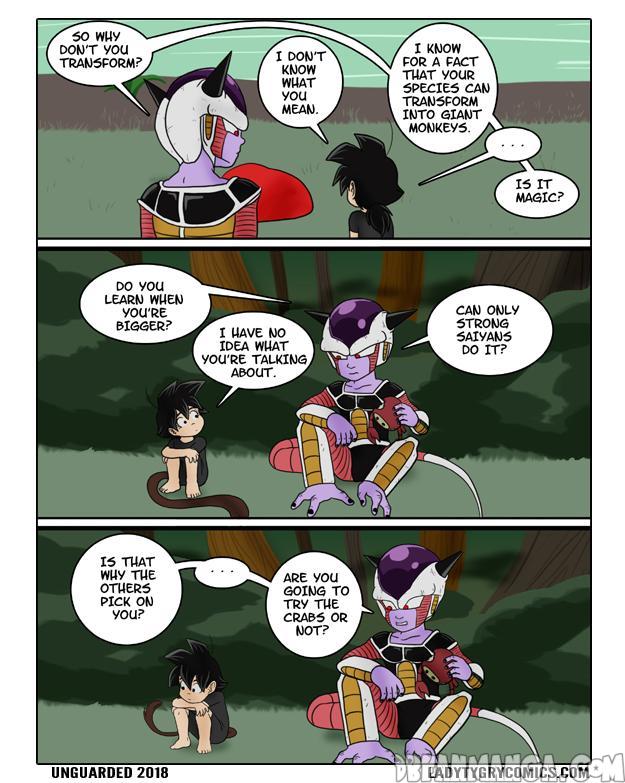 SO WHY
DON'T YOU
TRANSFORM?
I DON'T
KNOW
WHAT
YOU
MEAN.
I KNOW
FOR A FACT
THAT YOUR
SPECIES CAN
TRANSFORM
INTO GIANT
MONKEYS.
. . .
IS IT
MAGIC?
DO YOU
LEARN WHEN
YOU'RE
BIGGER?
I HAVE NO
IDEA WHAT
YOU'RE TALKING
ABOUT.
CAN ONLY
STRONG
SAIYANS
DO IT?
IS THAT
WHY THE
OTHERS
PICK ON
YOU?
. . .
ARE YOU
GOING TO
TRY THE
CRABS OR
NOT?
UNGUARDED 2018
LADYTYGRYCOMICS.COM
DBFANMANGA.COM